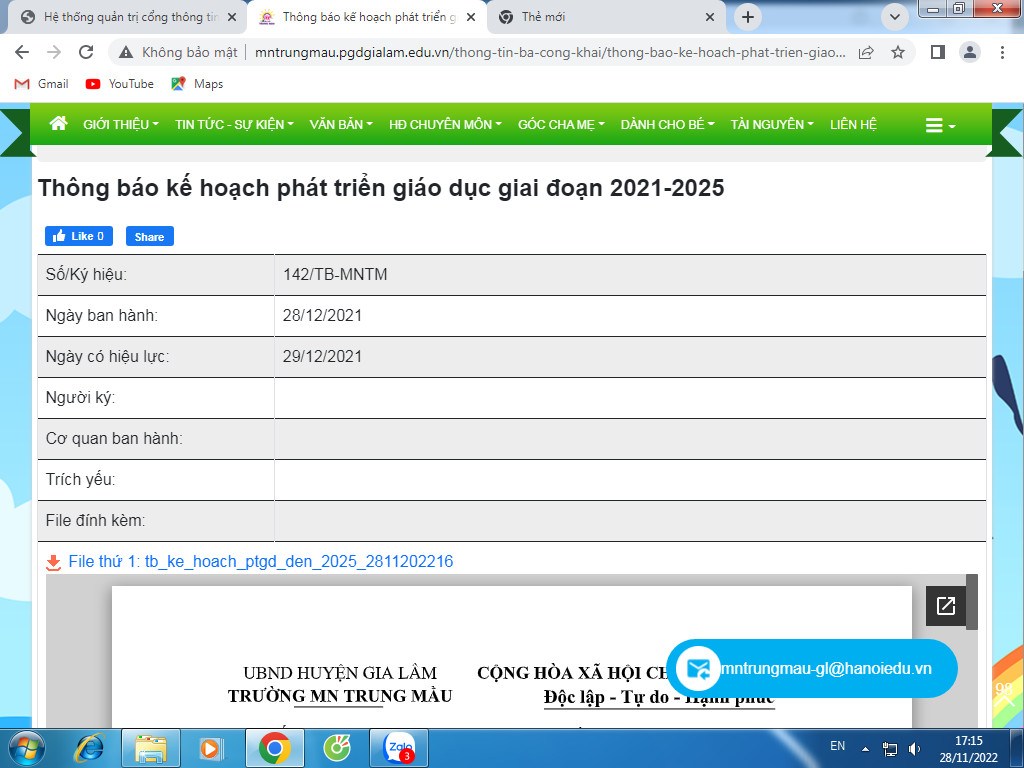 Hệ thống quản trị cổng thông tin
Thông báo kế hoạch phát triển g
Thẻ mới
Không bảo mật
mntrungmau.pgdgialam.edu.vn/thong-tin-ba-cong-khai/thong-bao-ke-hoach-phat-trien-giao...
Gmail
YouTube
Maps
GIỚI THIỆU
TIN TỨC - SỰ KIỆN
VĂN BẢN
HĐ CHUYÊN MÔN
GÓC CHA MẸ
DÀNH CHO BÉ
TÀI NGUYÊN
LIÊN HỆ
Thông báo kế hoạch phát triển giáo dục giai đoạn 2021-2025
Like 0
Share
Số/Ký hiệu: 142/TB-MNTM
Ngày ban hành: 28/12/2021
Ngày có hiệu lực: 29/12/2021
Người ký:
Cơ quan ban hành:
Trích yếu:
File đính kèm:
File thứ 1: tb_ke_hoach_ptgd_den_2025_2811202216
UBND HUYỆN GIA LÂM
TRƯỜNG MN TRUNG MẦU
CỘNG HÒA XÃ HỘI
Độc lập - Tự do - Hạnh phúc
mntrungmau-gl@hanoiedu.vn
98
Zalo
3
EN
17:15
28/11/2022